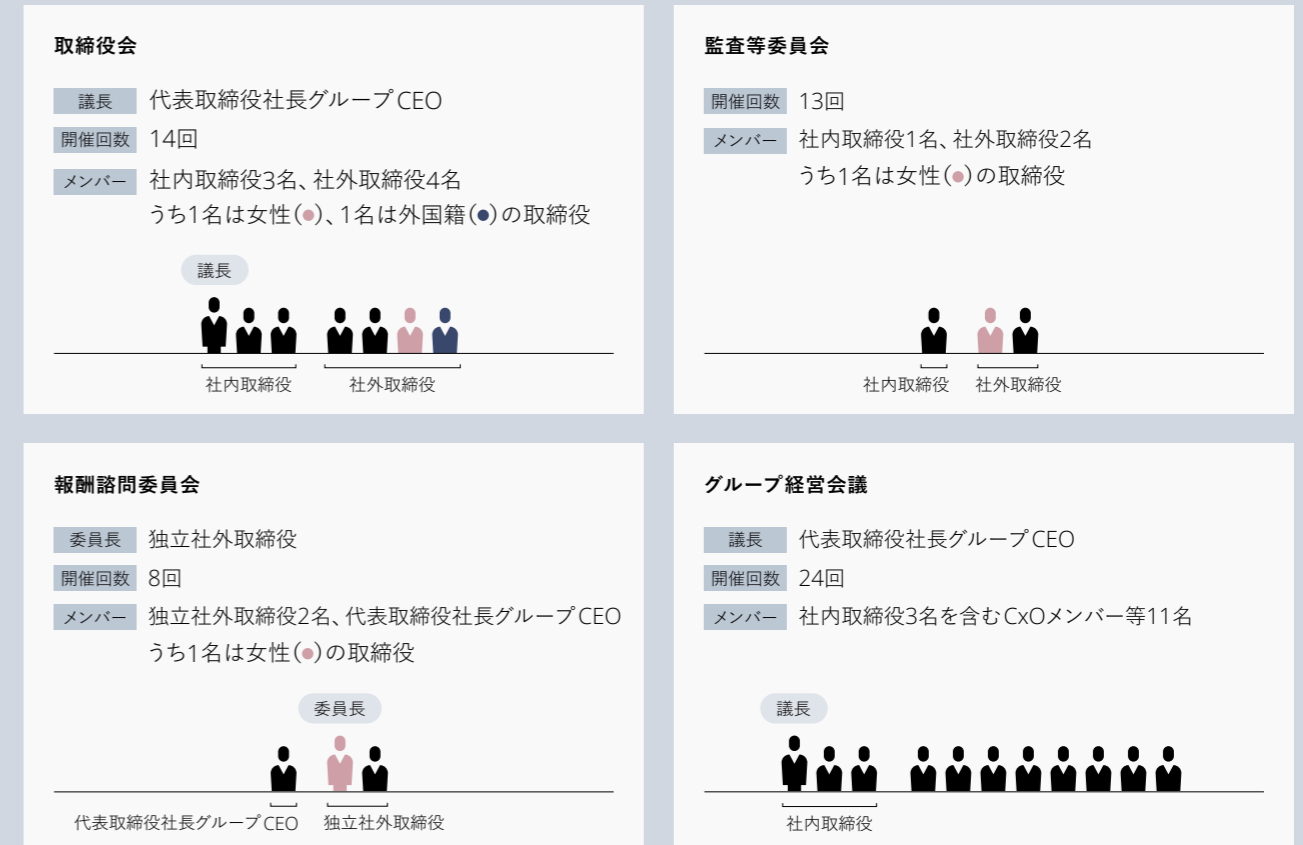 取締役会
議長 代表取締役社長グループCEO
開催回数 14回
メンバー 社内取締役3名、社外取締役4名
うち1名は女性(●)、1名は外国籍(●)の取締役
議長
社内取締役 社外取締役
監査等委員会
開催回数 13回
メンバー 社内取締役1名、社外取締役2名
うち1名は女性(●)の取締役
社内取締役 社外取締役
報酬諮問委員会
委員長 独立社外取締役
開催回数 8回
メンバー 独立社外取締役2名、代表取締役社長グループCEO
うち1名は女性(●)の取締役
委員長
代表取締役社長グループCEO 独立社外取締役
グループ経営会議
議長 代表取締役社長グループCEO
開催回数 24回
メンバー 社内取締役3名を含むCxOメンバー等11名
議長
社内取締役